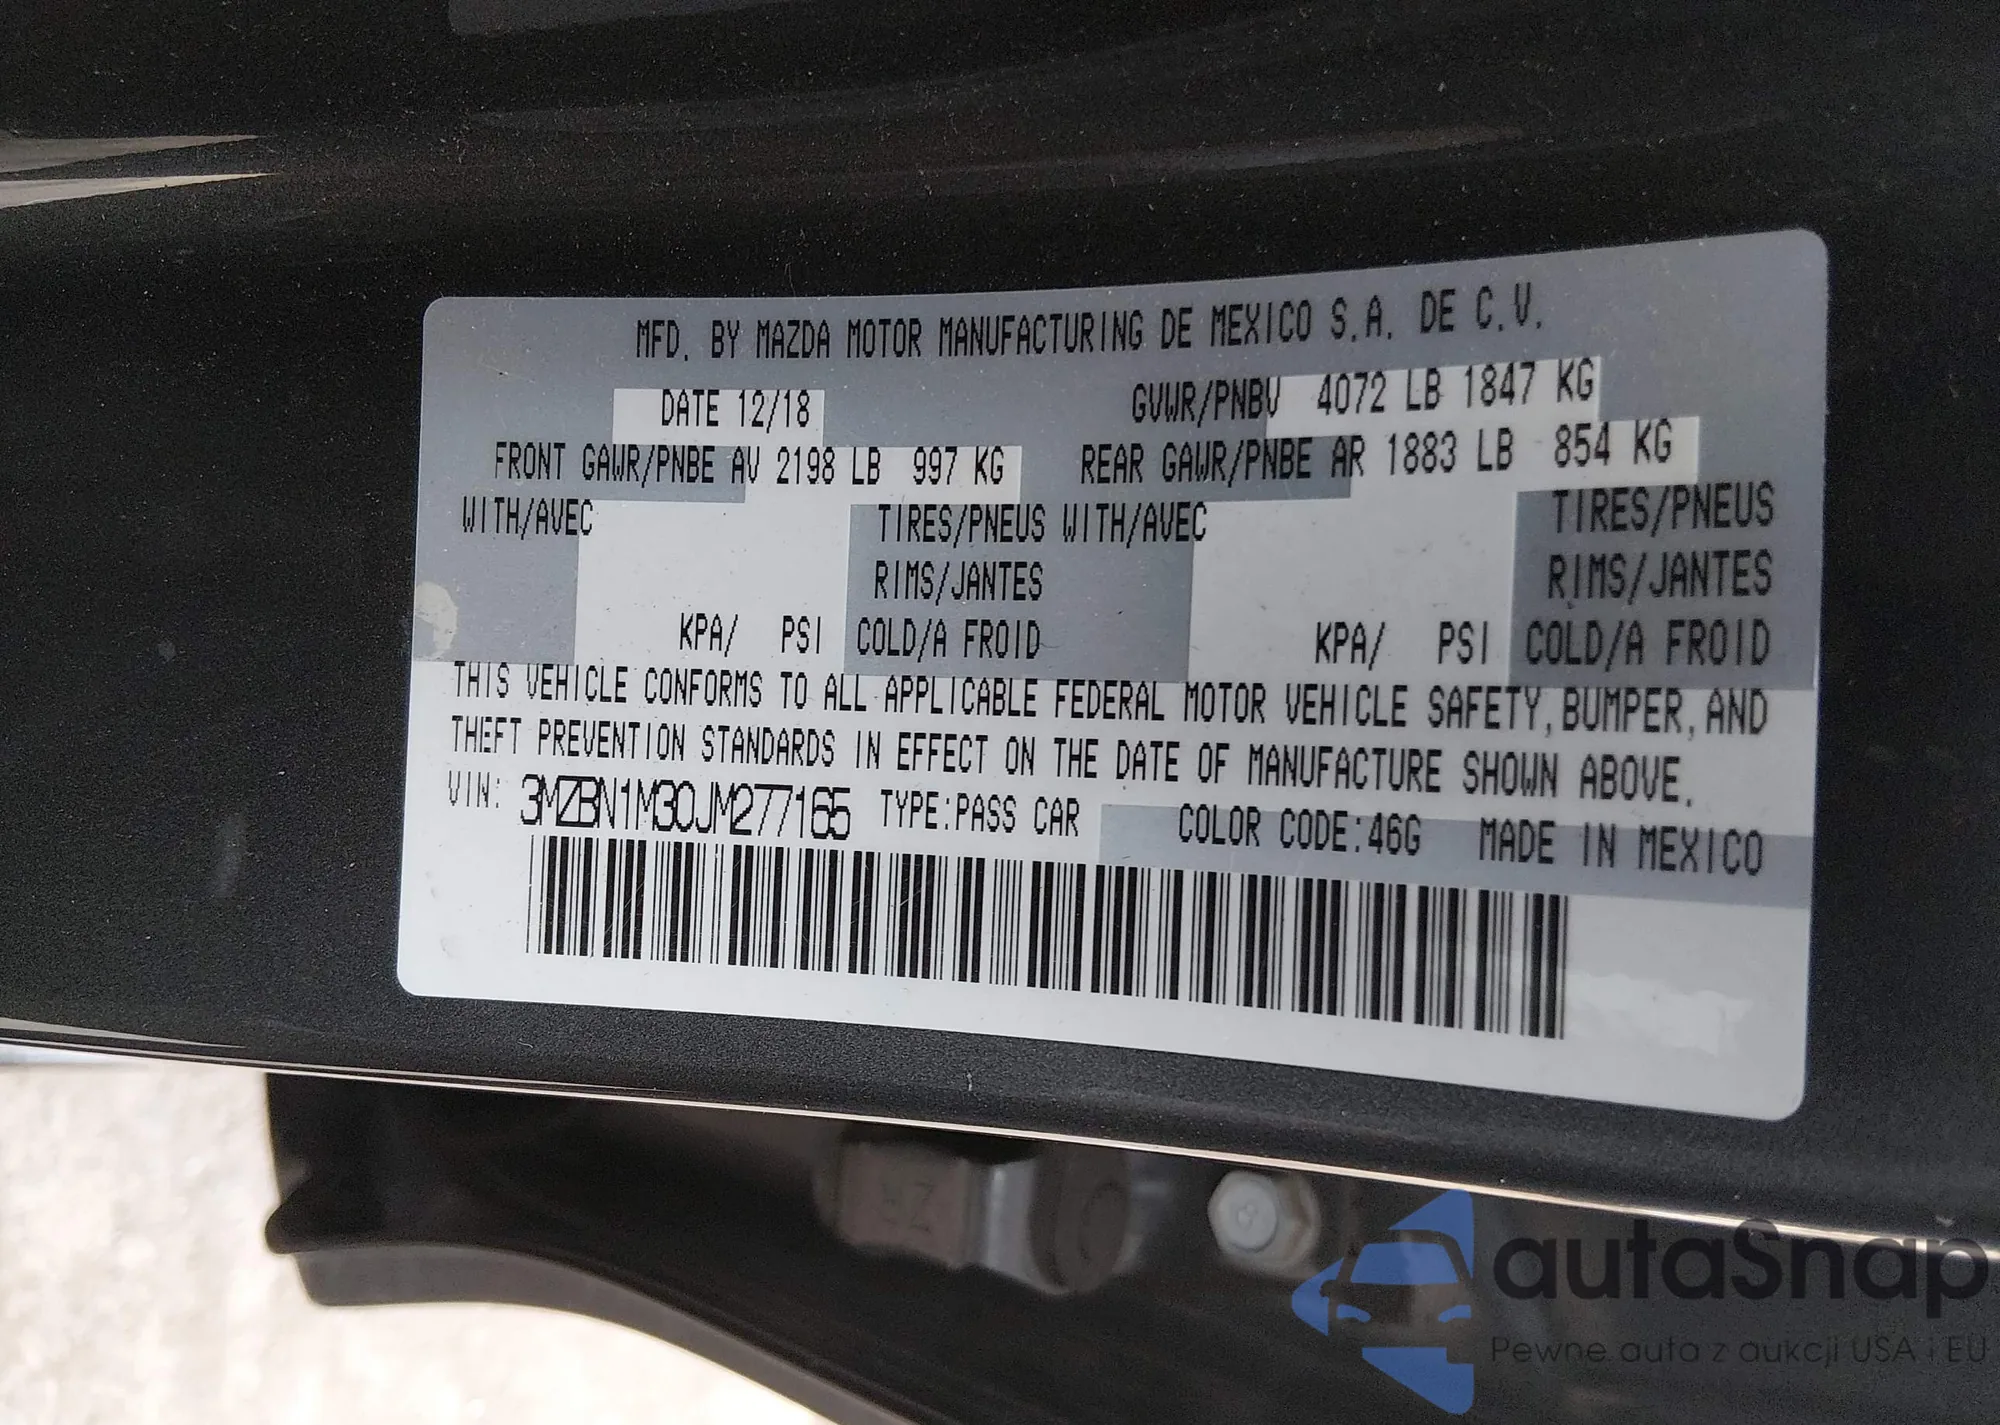 MFD. BY MAZDA MOTOR MANUFACTURING DE MEXICO S.A. DE C.V.
DATE 12/18 GVWR/PNBV 4072 LB 1847 KG
FRONT GAWR/PNBE AV 2198 LB 997 KG REAR GAWR/PNBE AR 1883 LB 854 KG
WITH/AVEC TIRES/PNEUS WITH/AVEC TIRES/PNEUS
RIMS/JANTES RIMS/JANTES
KPA/ PSI COLD/A FROID KPA/ PSI COLD/A FROID
THIS VEHICLE CONFORMS TO ALL APPLICABLE FEDERAL MOTOR VEHICLE SAFETY, BUMPER, AND
THEFT PREVENTION STANDARDS IN EFFECT ON THE DATE OF MANUFACTURE SHOWN ABOVE.
VIN: 3MZBN1M30JM277165 TYPE:PASS CAR COLOR CODE:46G MADE IN MEXICO
autaSnap
Pewne auta z aukcji USA i EU